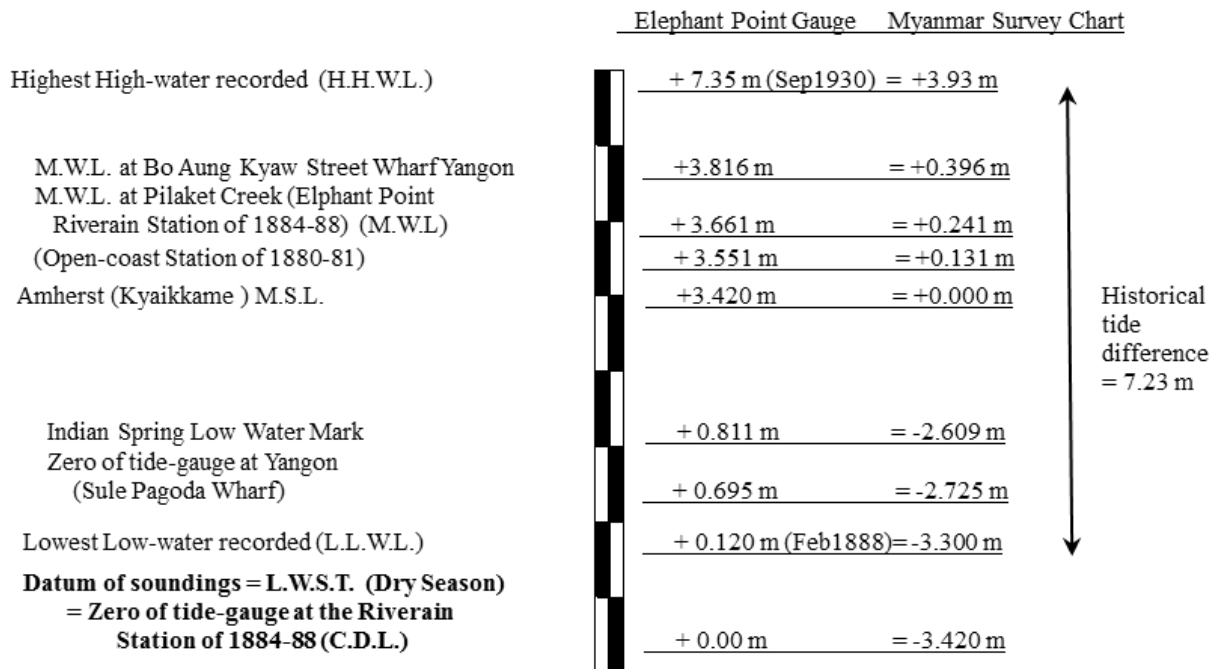 Elephant Point Gauge Myanmar Survey Chart
Highest High-water recorded (H.H.W.L.) + 7.35 m (Sep1930) = +3.93 m
M.W.L. at Bo Aung Kyaw Street Wharf Yangon +3.816 m = +0.396 m
M.W.L. at Pilaket Creek (Elphant Point
Riverain Station of 1884-88) (M.W.L) +3.661 m =+0.241 m
(Open-coast Station of 1880-81) +3.551 m =+0.131 m
Amherst (Kyaikkame ) M.S.L. +3.420 m =+0.000 m
Historical
tide
difference
= 7.23 m
Indian Spring Low Water Mark + 0.811 m = -2.609 m
Zero of tide-gauge at Yangon
(Sule Pagoda Wharf) + 0.695 m =-2.725 m
Lowest Low-water recorded (L.L.W.L.) + 0.120 m (Feb1888)=-3.300 m
Datum of soundings = L.W.S.T. (Dry Season)
= Zero of tide-gauge at the Riverain
Station of 1884-88 (C.D.L.) + 0.00 m =-3.420 m